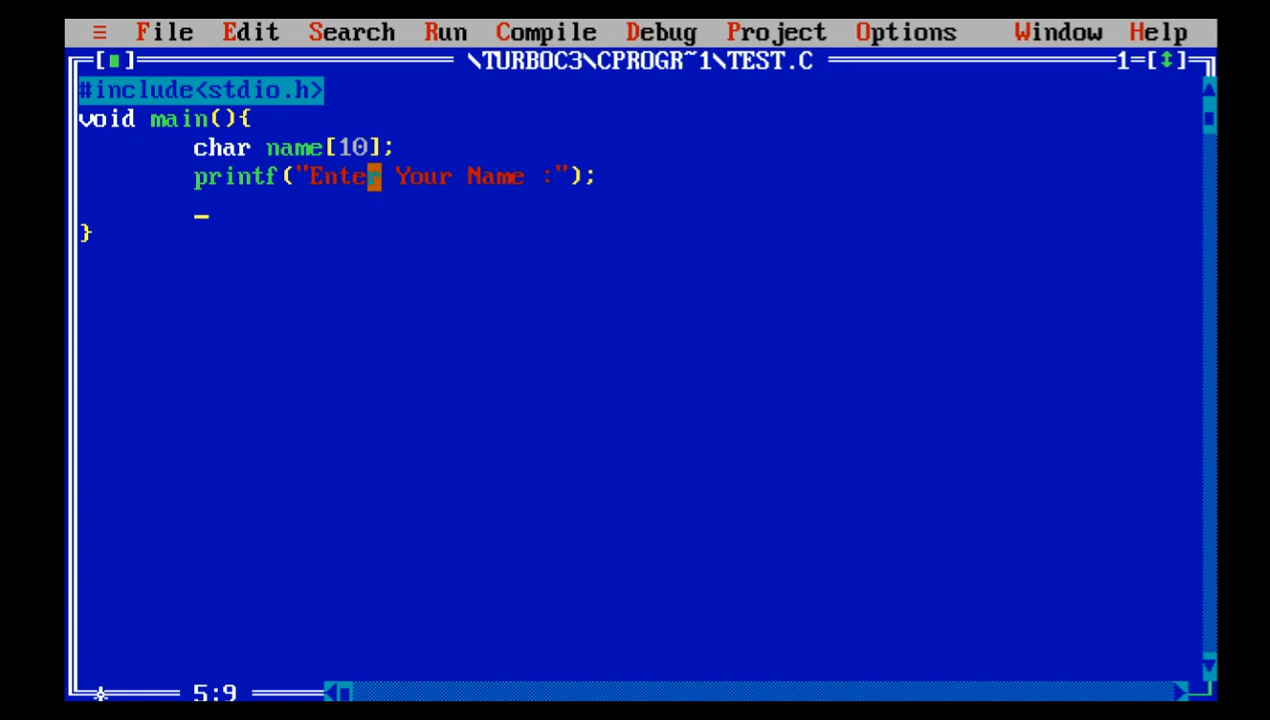 ≡ File Edit Search Run Compile Debug Project Options Window Help
[■] \TURBOC3\CPROGR~1\TEST.C 1=[↕]
#include<stdio.h>
void main(){
char name[10];
printf("Enter Your Name :");
_
}
* 5:9